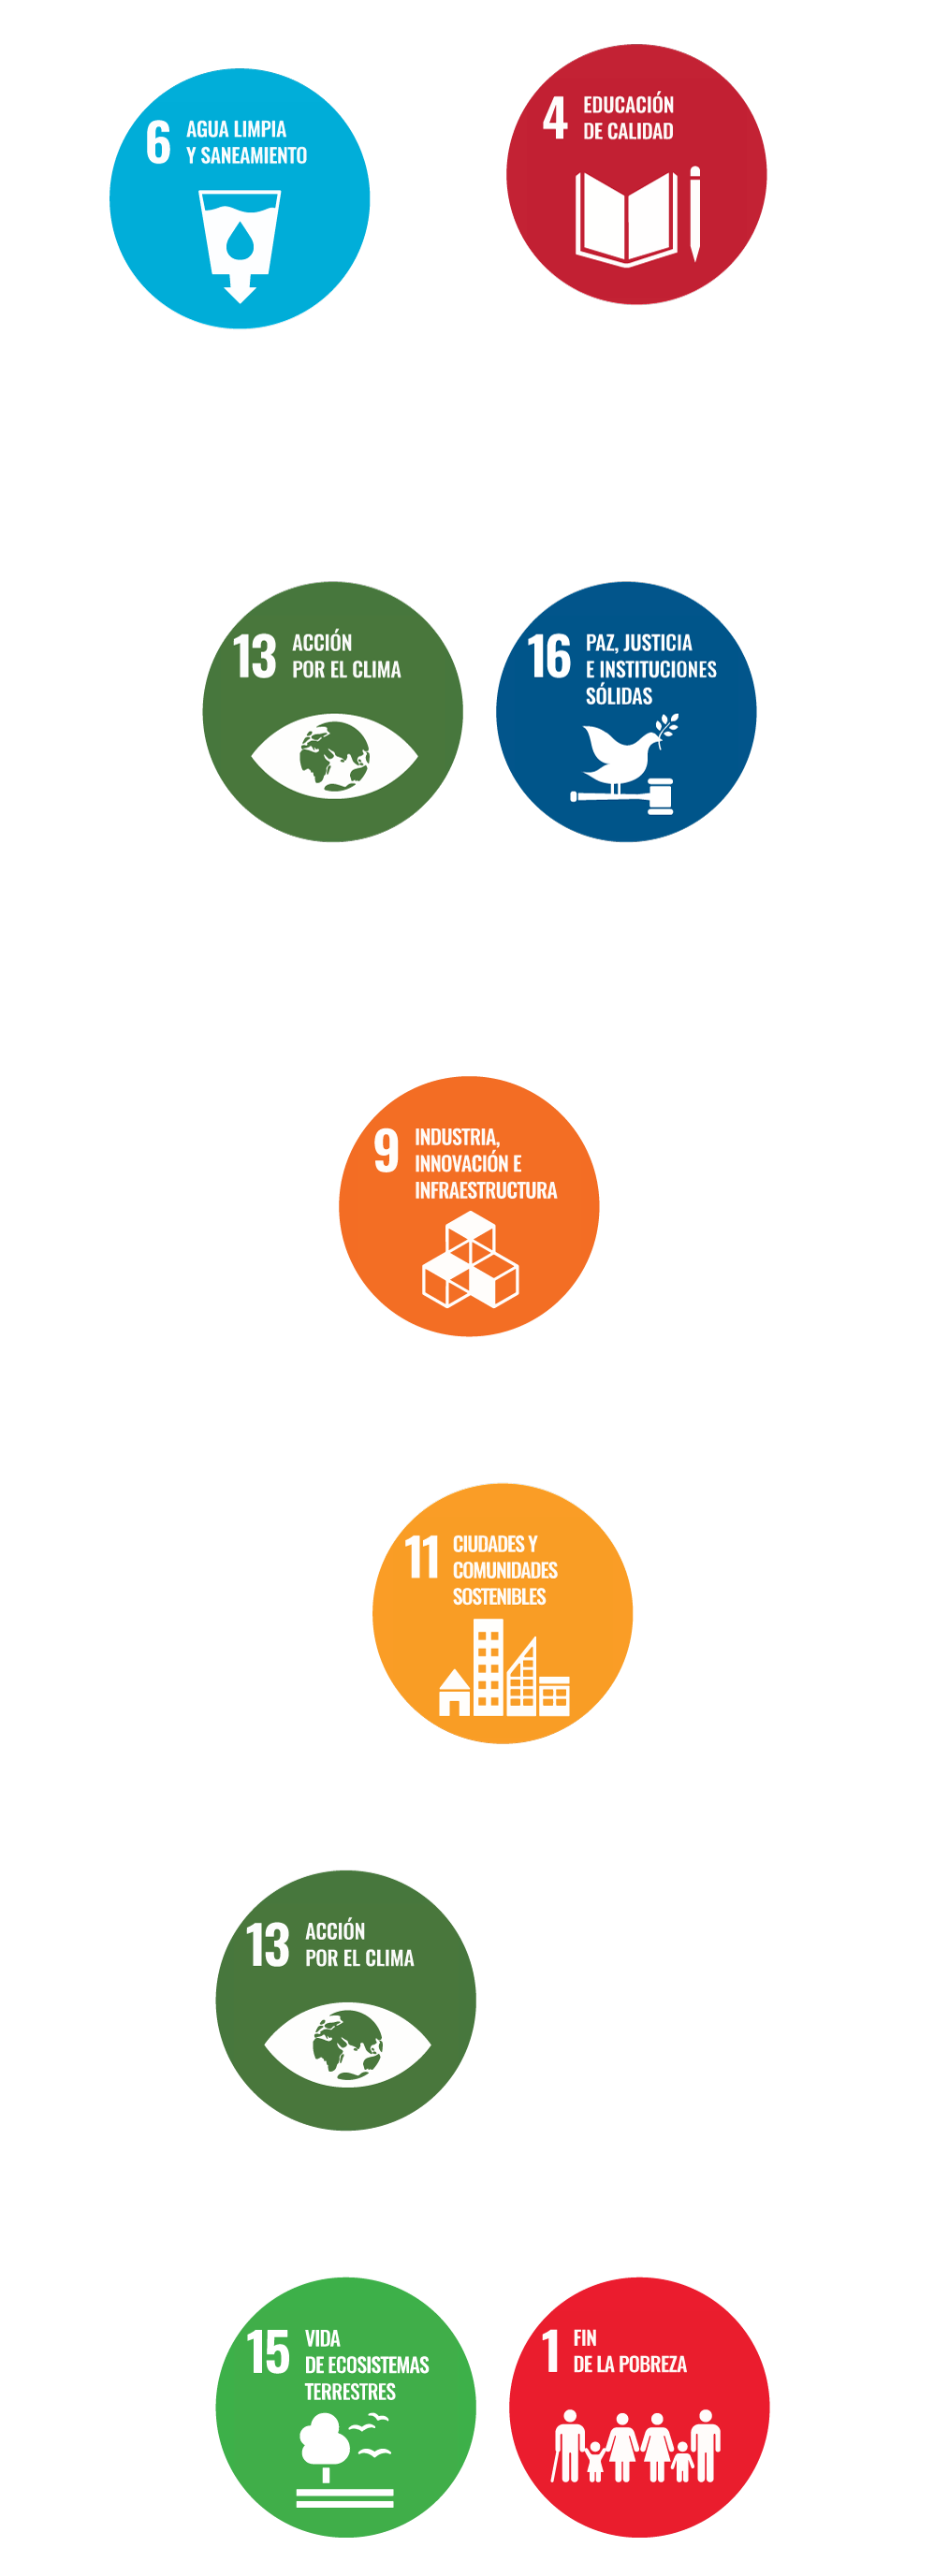 6 AGUA LIMPIA
Y SANEAMIENTO
4 EDUCACIÓN
DE CALIDAD
13 ACCIÓN
POR EL CLIMA
16 PAZ, JUSTICIA
E INSTITUCIONES
SÓLIDAS
9 INDUSTRIA,
INNOVACIÓN E
INFRAESTRUCTURA
11 CIUDADES Y
COMUNIDADES
SOSTENIBLES
13 ACCIÓN
POR EL CLIMA
15 VIDA
DE ECOSISTEMAS
TERRESTRES
1 FIN
DE LA POBREZA